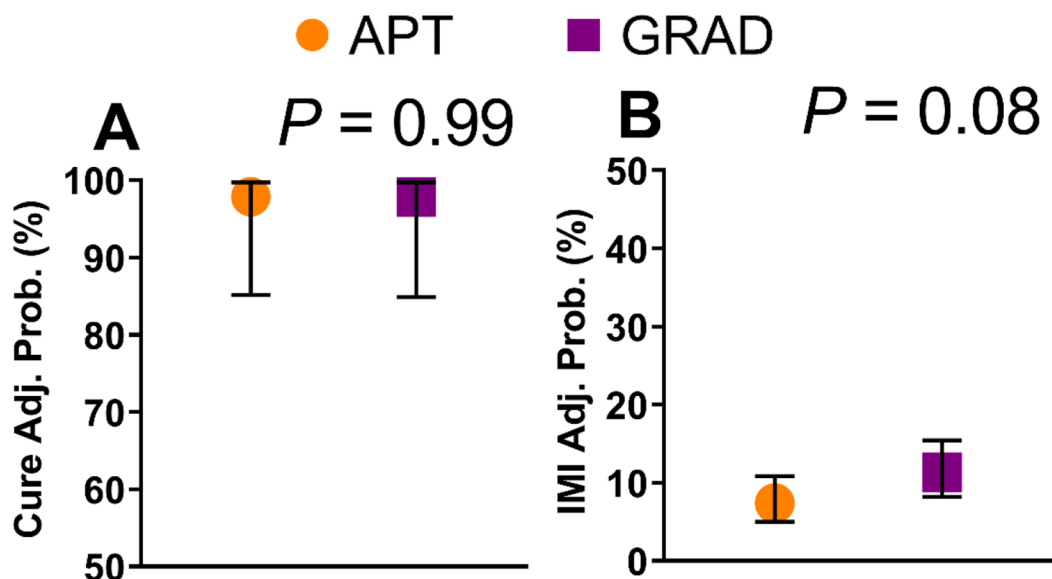 APT GRAD
A P = 0.99
B P = 0.08
Cure Adj. Prob. (%)
100
90
80
70
60
50
IMI Adj. Prob. (%)
50
40
30
20
10
0